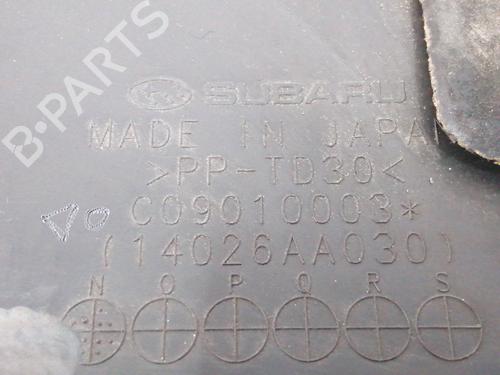 B-PARTS
SUBARU
MADE IN JAPAN
>PP-TD30<
C09010003*
(14026AA030)
N O P Q R S